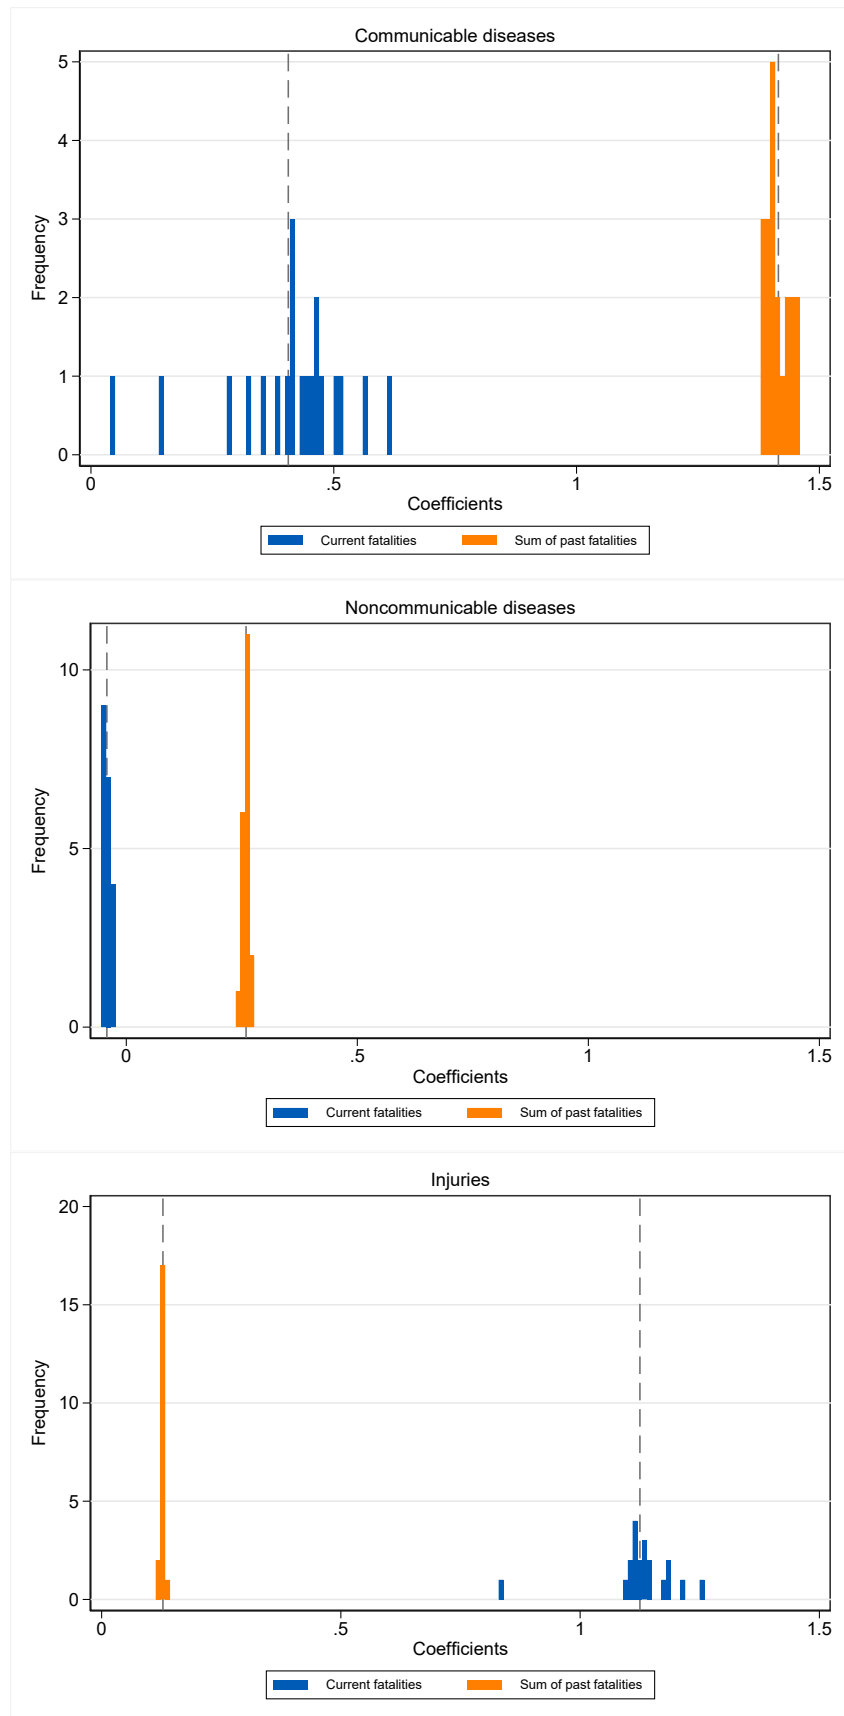 Communicable diseases
5
4
3
2
1
0
Frequency
0 .5 1 1.5
Coefficients
Current fatalities Sum of past fatalities
Noncommunicable diseases
10
5
0
Frequency
0 .5 1 1.5
Coefficients
Current fatalities Sum of past fatalities
Injuries
20
15
10
5
0
Frequency
0 .5 1 1.5
Coefficients
Current fatalities Sum of past fatalities